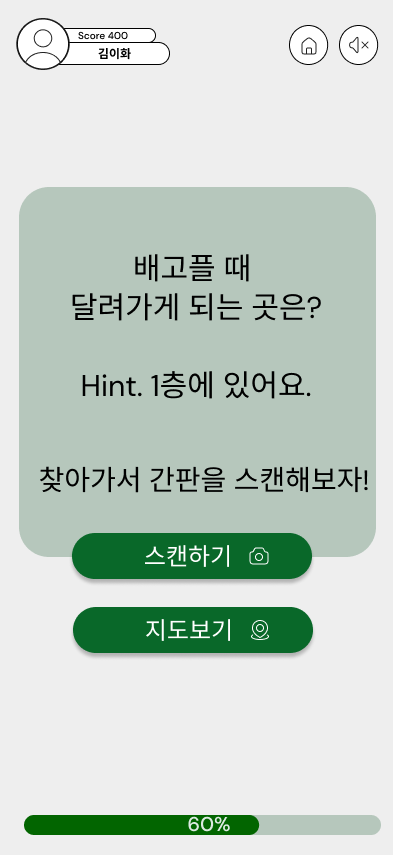 Score 400
김이화
배고플 때
달려가게 되는 곳은?
Hint. 1층에 있어요.
찾아가서 간판을 스캔해보자!
스캔하기
지도보기
60%